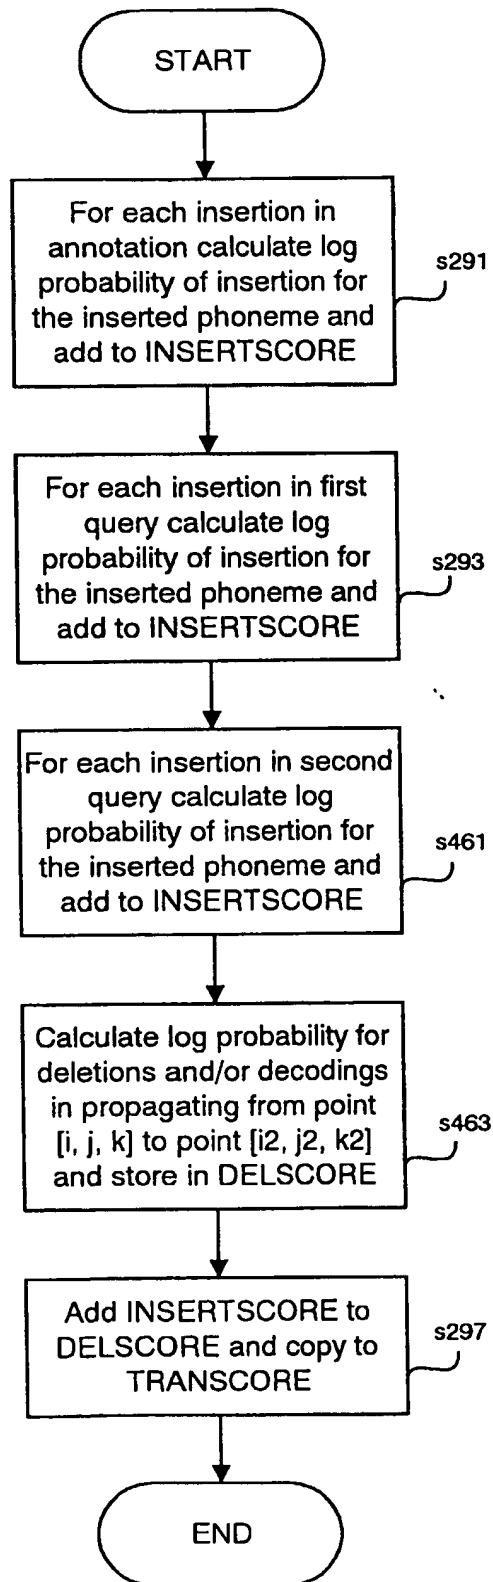 START
For each insertion in
annotation calculate log
probability of insertion for
the inserted phoneme and
add to INSERTSCORE
s291
For each insertion in first
query calculate log
probability of insertion for
the inserted phoneme and
add to INSERTSCORE
s293
For each insertion in second
query calculate log
probability of insertion for
the inserted phoneme and
add to INSERTSCORE
s461
Calculate log probability for
deletions and/or decodings
in propagating from point
[i, j, k] to point [i2, j2, k2]
and store in DELSCORE
s463
Add INSERTSCORE to
DELSCORE and copy to
TRANSCORE
s297
END